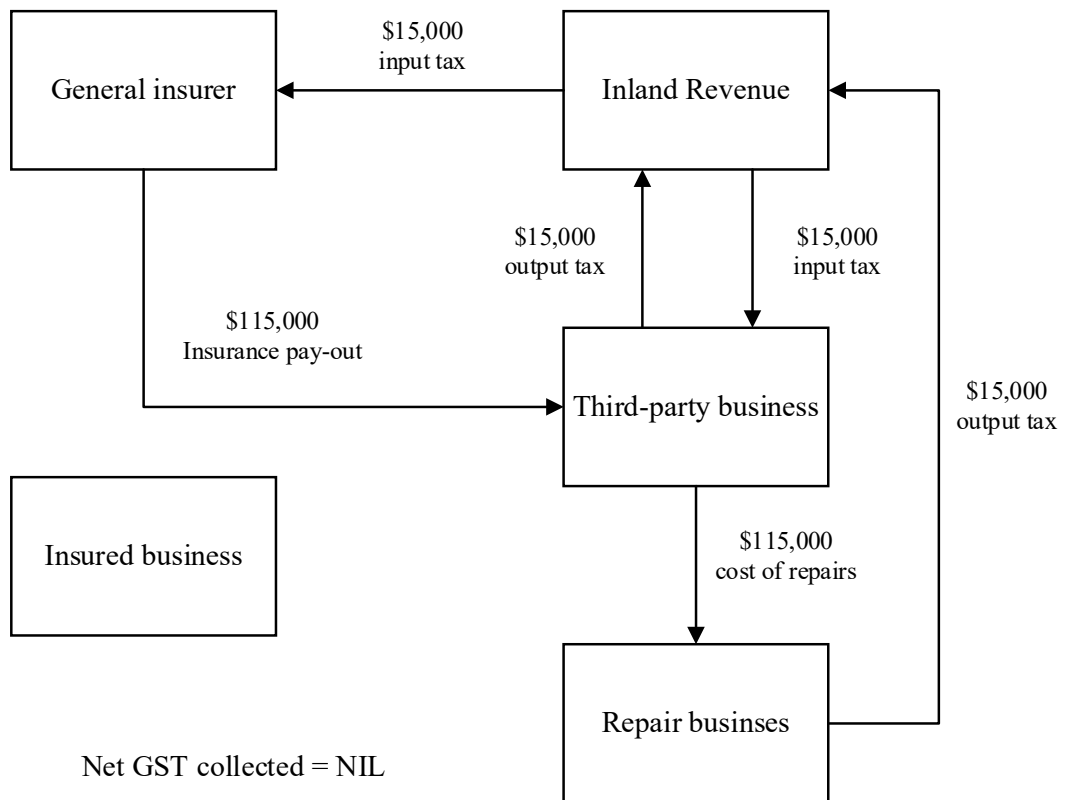 $15,000
input tax
General insurer
Inland Revenue
$15,000
output tax
$15,000
input tax
$115,000
Insurance pay-out
Third-party business
$15,000
output tax
Insured business
$115,000
cost of repairs
Repair businses
Net GST collected = NIL